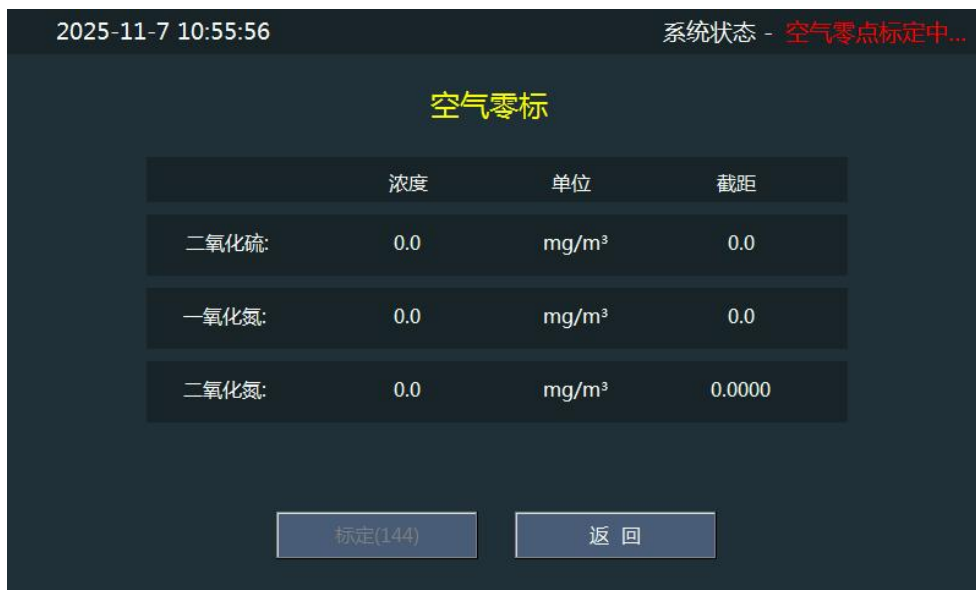 2025-11-7 10:55:56 系统状态 - 空气零点标定中...
空气零标
浓度 单位 截距
二氧化硫: 0.0 mg/m³ 0.0
一氧化氮: 0.0 mg/m³ 0.0
二氧化氮: 0.0 mg/m³ 0.0000
标定(144) 返 回